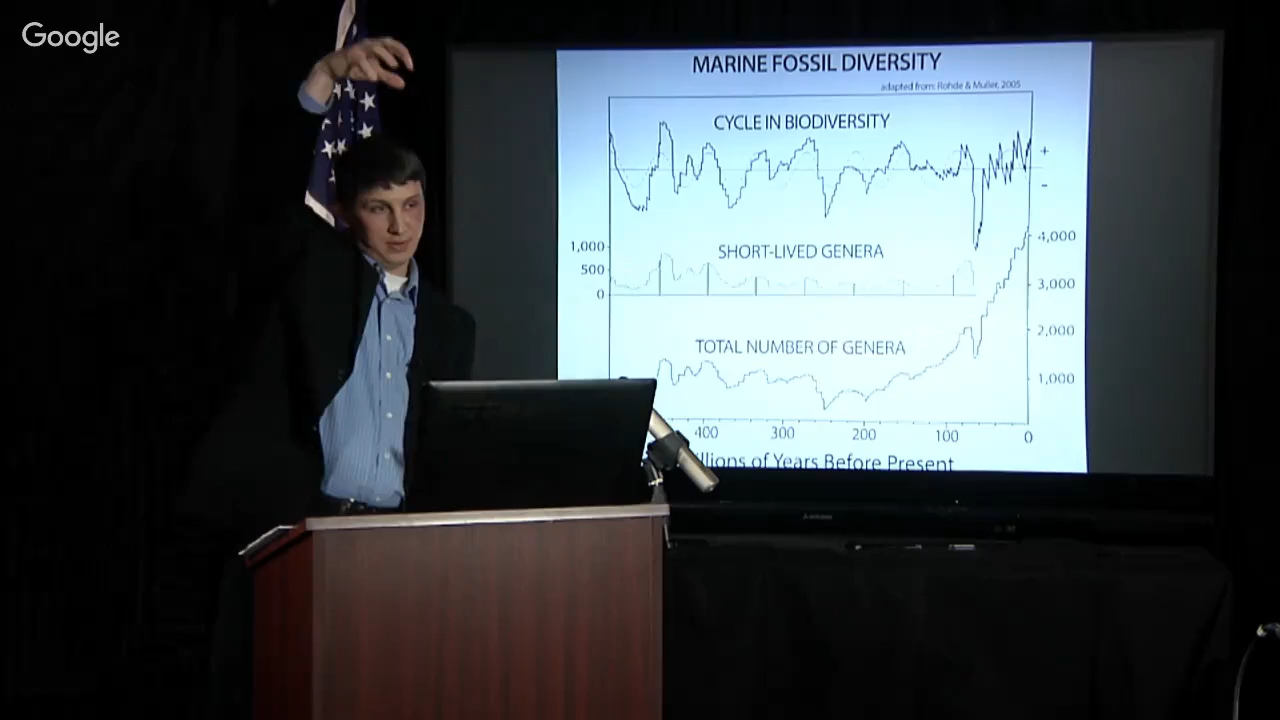 Google
MARINE FOSSIL DIVERSITY
adapted from: Rohde & Muller, 2005
CYCLE IN BIODIVERSITY
+
-
SHORT-LIVED GENERA
1,000
500
0
4,000
3,000
2,000
1,000
TOTAL NUMBER OF GENERA
400 300 200 100 0
llions of Years Before Present